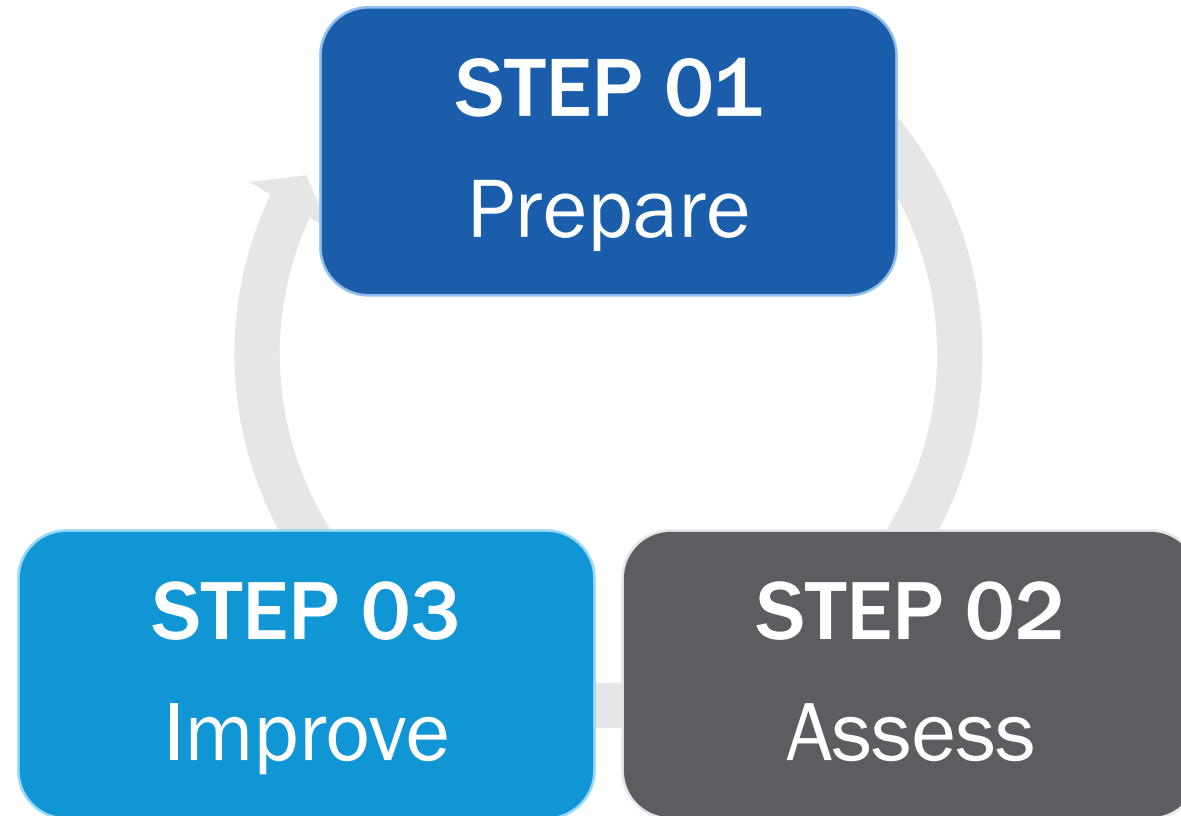 STEP 01
Prepare
STEP 03
Improve
STEP 02
Assess